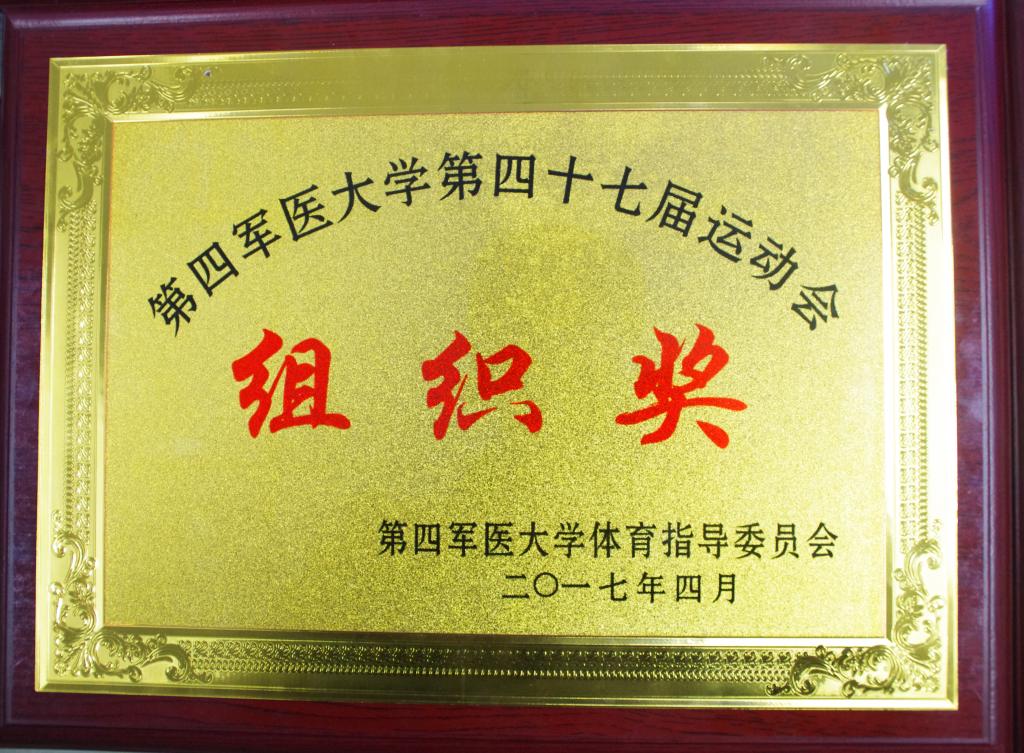 第四军医大学第四十七届运动会
组织奖
第四军医大学体育指导委员会
二〇一七年四月